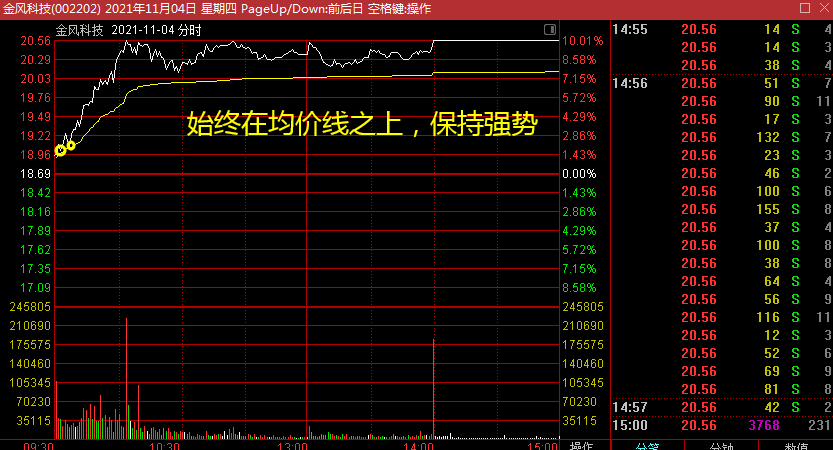 金风科技(002202) 2021年11月04日 星期四 PageUp/Down:前后日 空格键:操作
金风科技 2021-11-04 分时
20.56 10.01%
20.29 8.58%
20.03 7.15%
19.76 5.72%
19.49 4.29%
19.22 2.86%
18.96 1.43%
18.69 0.00%
18.42 1.43%
18.16 2.86%
17.89 4.29%
17.62 5.72%
17.35 7.15%
17.09 8.58%
245805 245805
210690 210690
175575 175575
140460 140460
105345 105345
70230 70230
35115 35115
始终在均价线之上，保持强势
09:30 10:30 13:00 14:00 15:00 操作
14:55 20.56 14 S 4
20.56 14 S 4
20.56 38 S 4
14:56 20.56 51 S 7
20.56 90 S 11
20.56 17 S 3
20.56 132 S 7
20.56 23 S 3
20.56 46 S 2
20.56 100 S 6
20.56 155 S 8
20.56 37 S 4
20.56 100 S 8
20.56 38 S 8
20.56 64 S 4
20.56 56 S 9
20.56 116 S 11
20.56 12 S 3
20.56 52 S 6
20.56 69 S 9
20.56 81 S 8
14:57 20.56 42 S 2
15:00 20.56 3768 231
分笔 分钟 数值